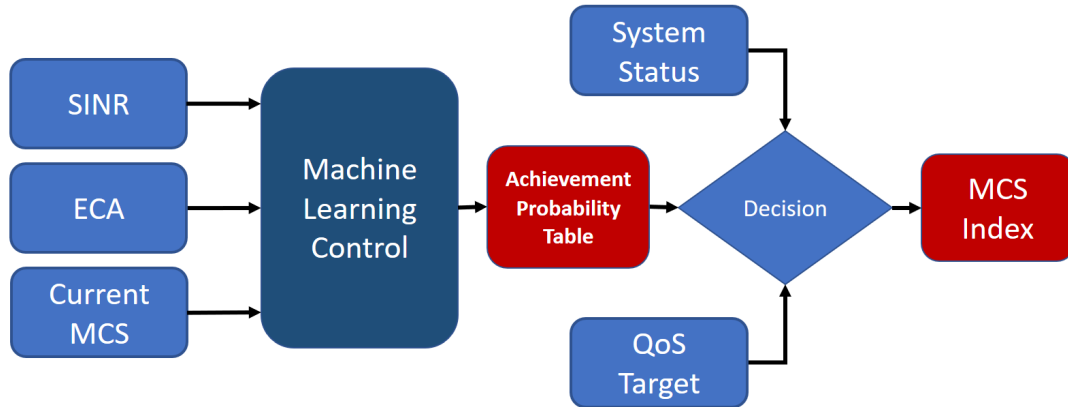 SINR
ECA
Current
MCS
Machine
Learning
Control
Achievement
Probability
Table
System
Status
Decision
QoS
Target
MCS
Index